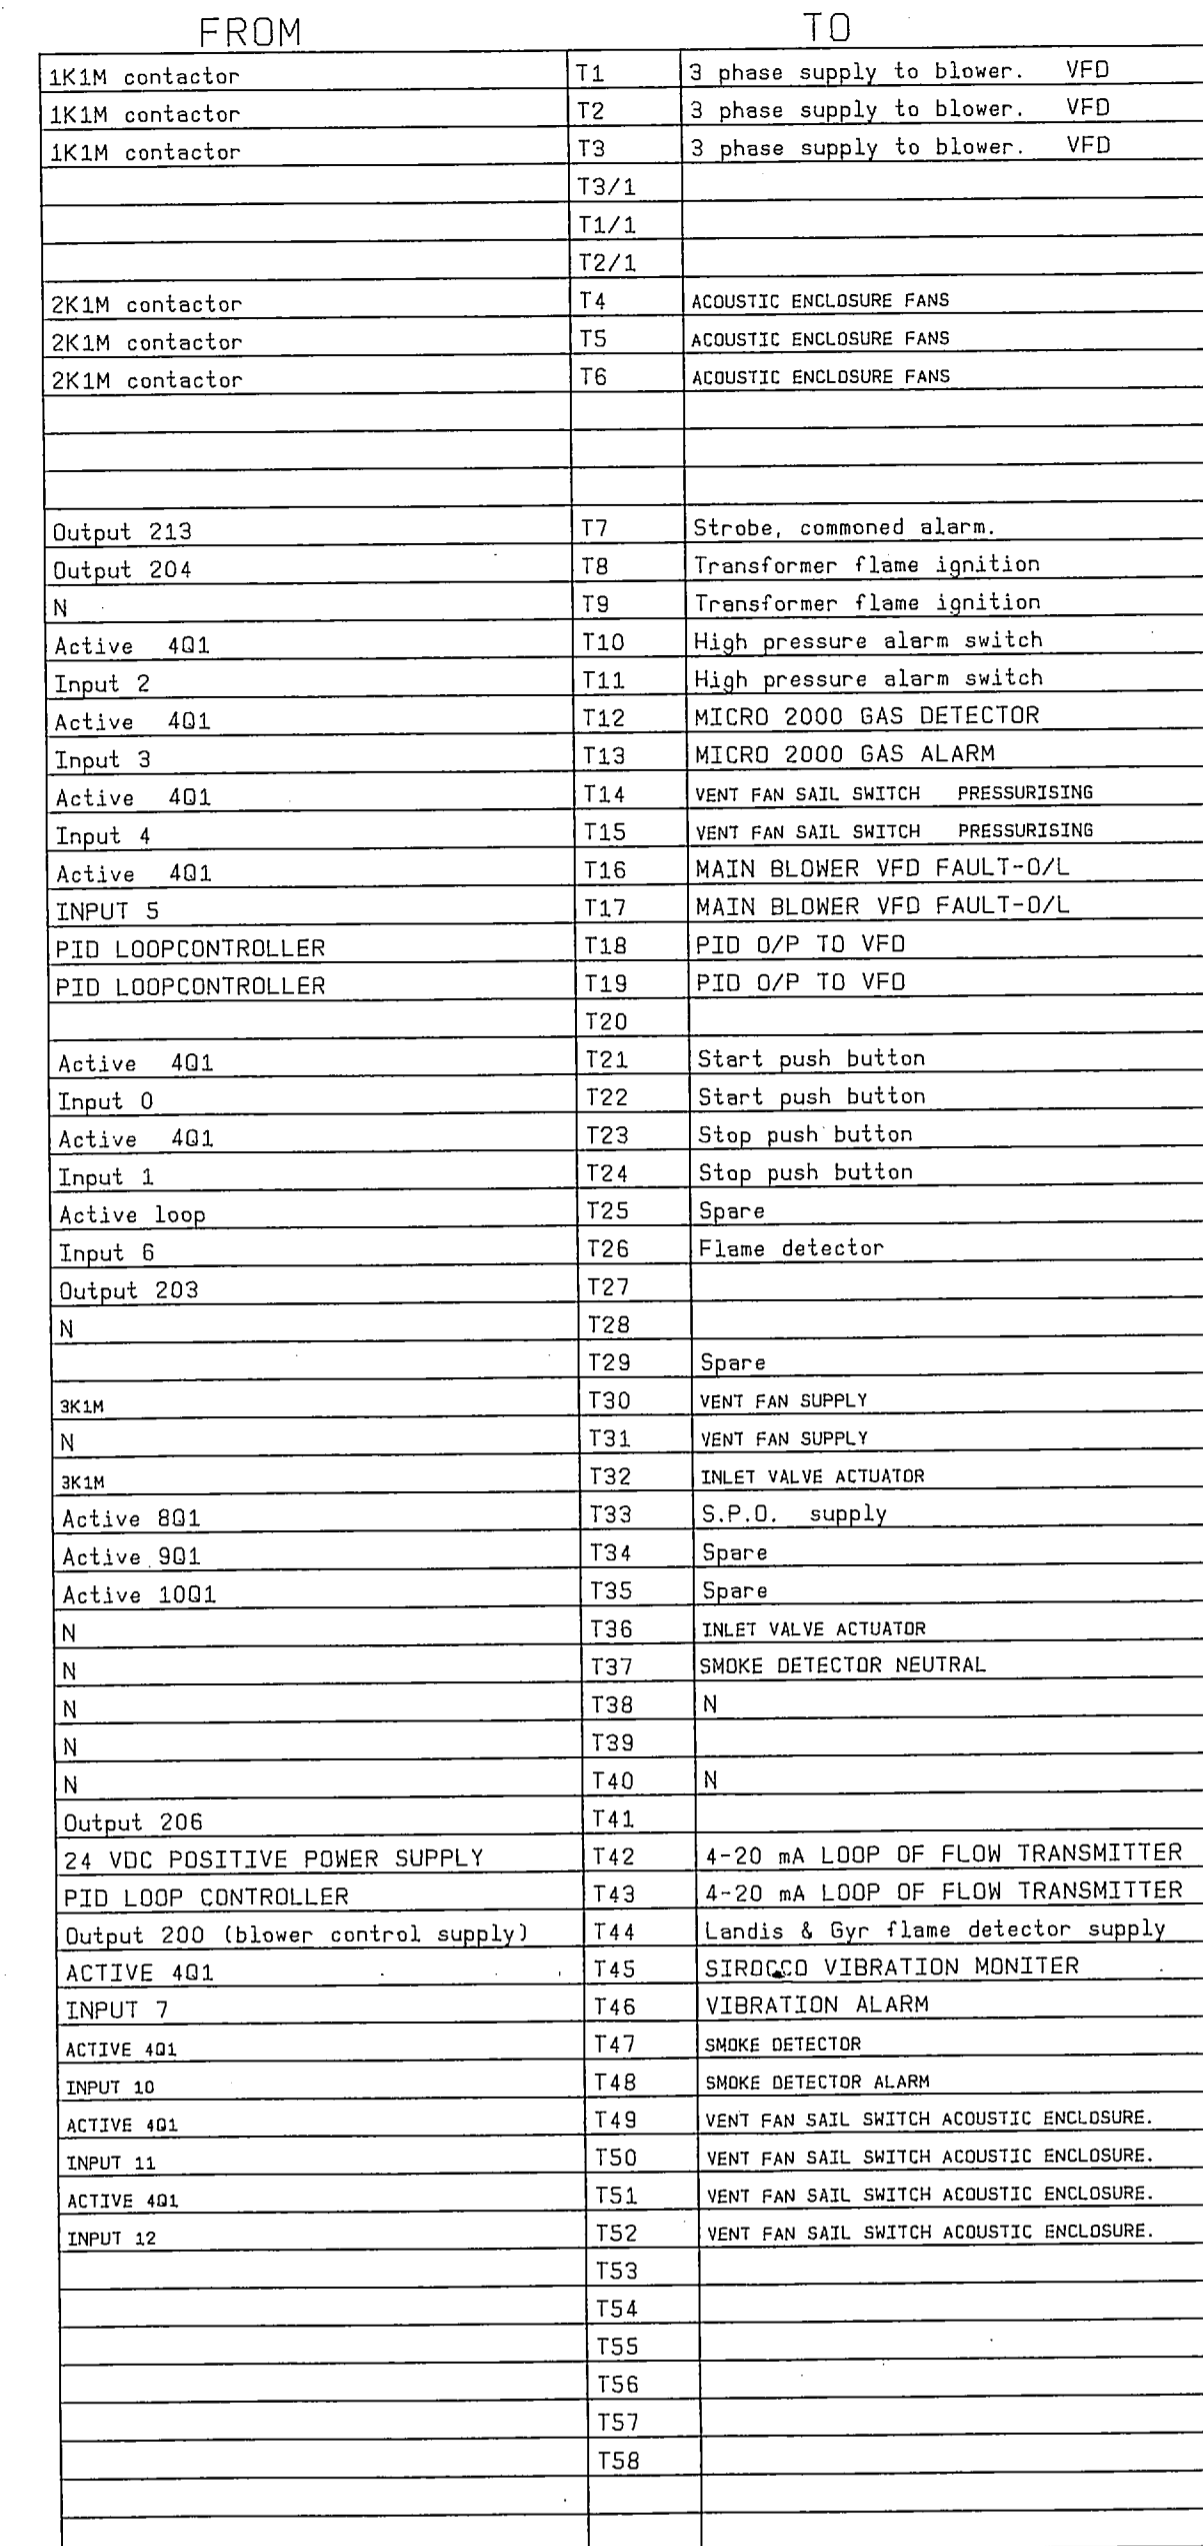 FROM TO
1K1M contactor T1 3 phase supply to blower. VFD
1K1M contactor T2 3 phase supply to blower. VFD
1K1M contactor T3 3 phase supply to blower. VFD
T3/1
T1/1
T2/1
2K1M contactor T4 ACOUSTIC ENCLOSURE FANS
2K1M contactor T5 ACOUSTIC ENCLOSURE FANS
2K1M contactor T6 ACOUSTIC ENCLOSURE FANS
Output 213 T7 Strobe, commoned alarm.
Output 204 T8 Transformer flame ignition
N T9 Transformer flame ignition
Active 4Q1 T10 High pressure alarm switch
Input 2 T11 High pressure alarm switch
Active 4Q1 T12 MICRO 2000 GAS DETECTOR
Input 3 T13 MICRO 2000 GAS ALARM
Active 4Q1 T14 VENT FAN SAIL SWITCH PRESSURISING
Input 4 T15 VENT FAN SAIL SWITCH PRESSURISING
Active 4Q1 T16 MAIN BLOWER VFD FAULT-O/L
INPUT 5 T17 MAIN BLOWER VFD FAULT-O/L
PID LOOPCONTROLLER T18 PID O/P TO VFD
PID LOOPCONTROLLER T19 PID O/P TO VFD
T20
Active 4Q1 T21 Start push button
Input 0 T22 Start push button
Active 4Q1 T23 Stop push button
Input 1 T24 Stop push button
Active loop T25 Spare
Input 6 T26 Flame detector
Output 203 T27
N T28
T29 Spare
3K1M T30 VENT FAN SUPPLY
N T31 VENT FAN SUPPLY
3K1M T32 INLET VALVE ACTUATOR
Active 8Q1 T33 S.P.O. supply
Active 9Q1 T34 Spare
Active 10Q1 T35 Spare
N T36 INLET VALVE ACTUATOR
N T37 SMOKE DETECTOR NEUTRAL
N T38 N
N T39
N T40 N
Output 206 T41
24 VDC POSITIVE POWER SUPPLY T42 4-20 mA LOOP OF FLOW TRANSMITTER
PID LOOP CONTROLLER T43 4-20 mA LOOP OF FLOW TRANSMITTER
Output 200 (blower control supply) T44 Landis & Gyr flame detector supply
ACTIVE 4Q1 T45 SIROCCO VIBRATION MONITER
INPUT 7 T46 VIBRATION ALARM
ACTIVE 4Q1 T47 SMOKE DETECTOR
INPUT 10 T48 SMOKE DETECTOR ALARM
ACTIVE 4Q1 T49 VENT FAN SAIL SWITCH ACOUSTIC ENCLOSURE.
INPUT 11 T50 VENT FAN SAIL SWITCH ACOUSTIC ENCLOSURE.
ACTIVE 4Q1 T51 VENT FAN SAIL SWITCH ACOUSTIC ENCLOSURE.
INPUT 12 T52 VENT FAN SAIL SWITCH ACOUSTIC ENCLOSURE.
T53
T54
T55
T56
T57
T58